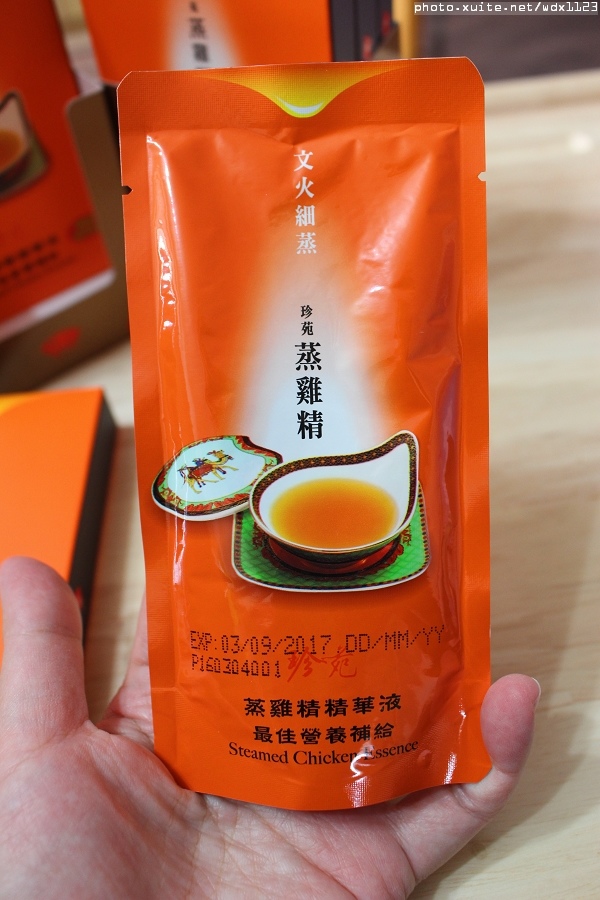 photo.xuite.net/wdx1123
蒸雞
文火細蒸
珍苑
蒸雞精
EXP:03/09/2017 DD/MM/YY
P160304001
珍苑
蒸雞精精華液
最佳營養補給
Steamed Chicken Essence